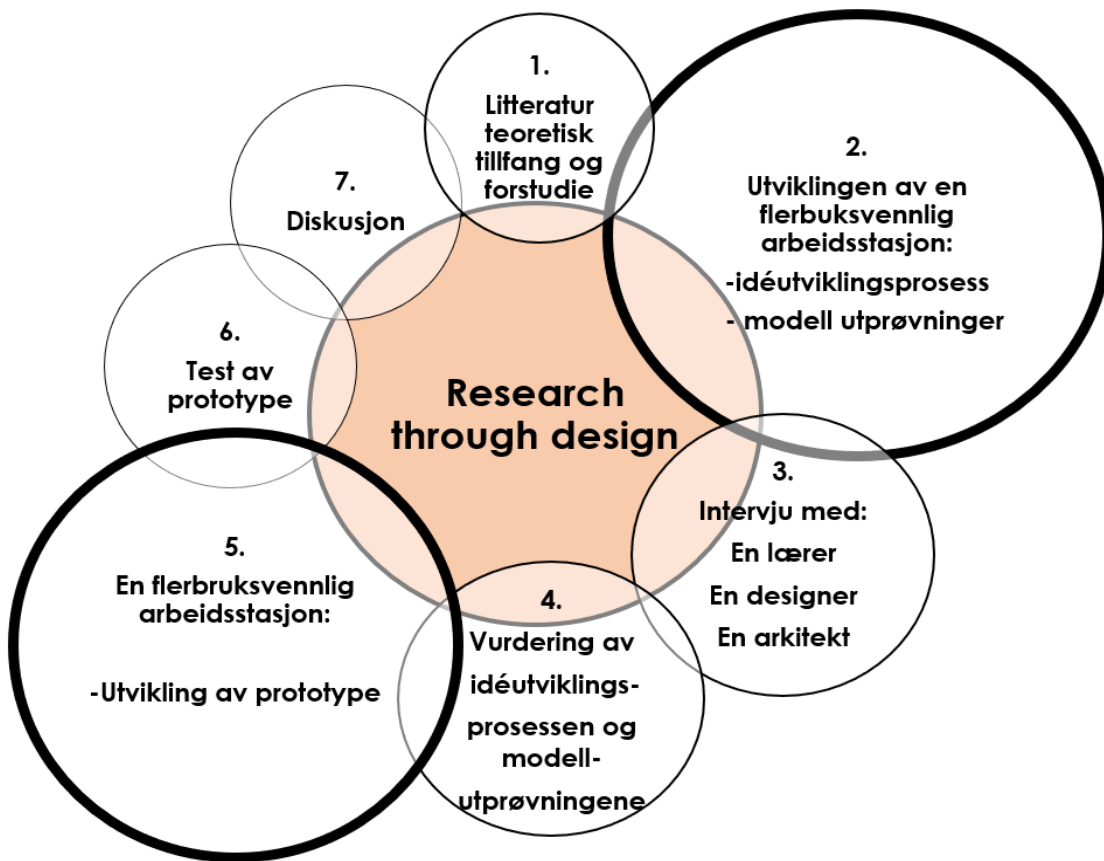 1.
Litteratur
teoretisk
tillfang og
forstudie
2.
Utviklingen av en
flerbuksvennlig
arbeidsstasjon:
-idéutviklingsprosess
- modell utprøvninger
3.
Intervju med:
En lærer
En designer
En arkitekt
4.
Vurdering av
idéutviklings-
prosessen og
modell-
utprøvningene
5.
En flerbruksvennlig
arbeidsstasjon:
-Utvikling av prototype
6.
Test av
prototype
7.
Diskusjon
Research
through design